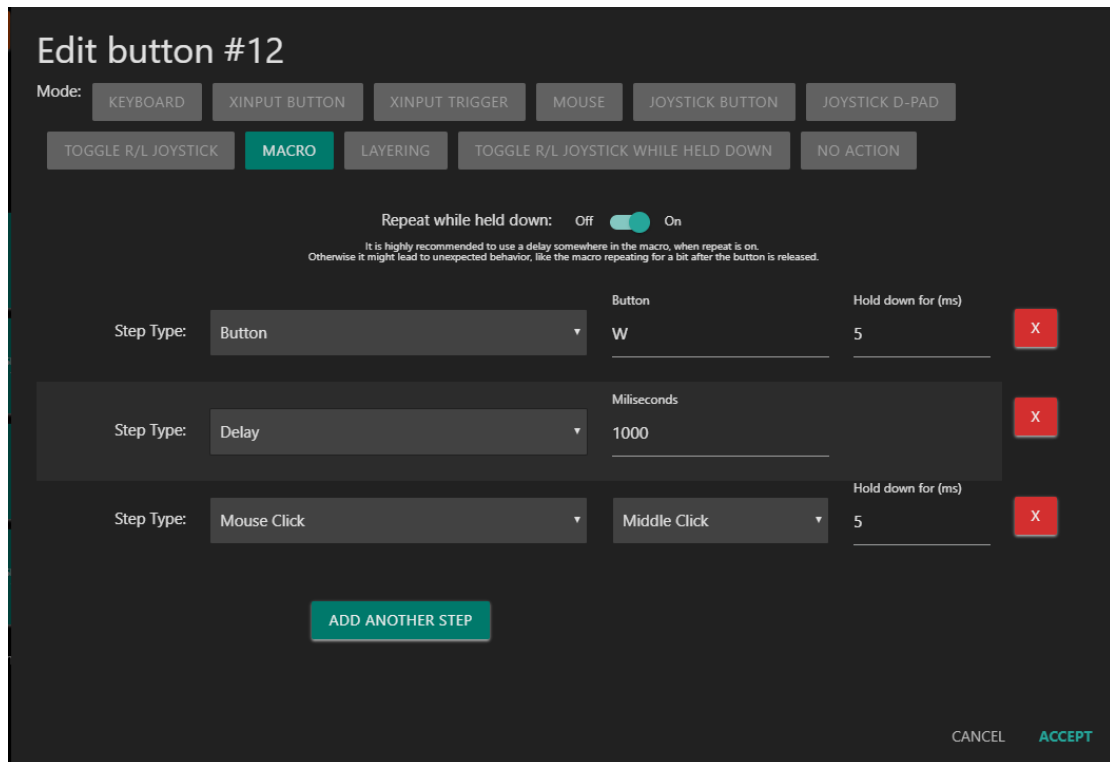 Edit button #12
Mode: KEYBOARD XINPUT BUTTON XINPUT TRIGGER MOUSE JOYSTICK BUTTON JOYSTICK D-PAD
TOGGLE R/L JOYSTICK MACRO LAYERING TOGGLE R/L JOYSTICK WHILE HELD DOWN NO ACTION
Repeat while held down: Off On
It is highly recommended to use a delay somewhere in the macro, when repeat is on.
Otherwise it might lead to unexpected behavior, like the macro repeating for a bit after the button is released.
Button Hold down for (ms)
Step Type: Button W 5 X
Miliseconds
Step Type: Delay 1000 X
Hold down for (ms)
Step Type: Mouse Click Middle Click 5 X
ADD ANOTHER STEP
CANCEL ACCEPT